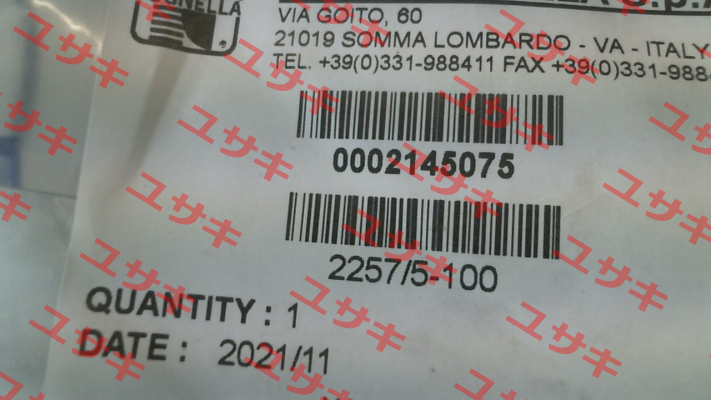 VIA GOITO, 60
21019 SOMMA LOMBARDO - VA - ITALY
TEL. +39(0)331-988411 FAX +39(0)331-988
0002145075
2257/5-100
QUANTITY : 1
DATE : 2021/11
ユサキ